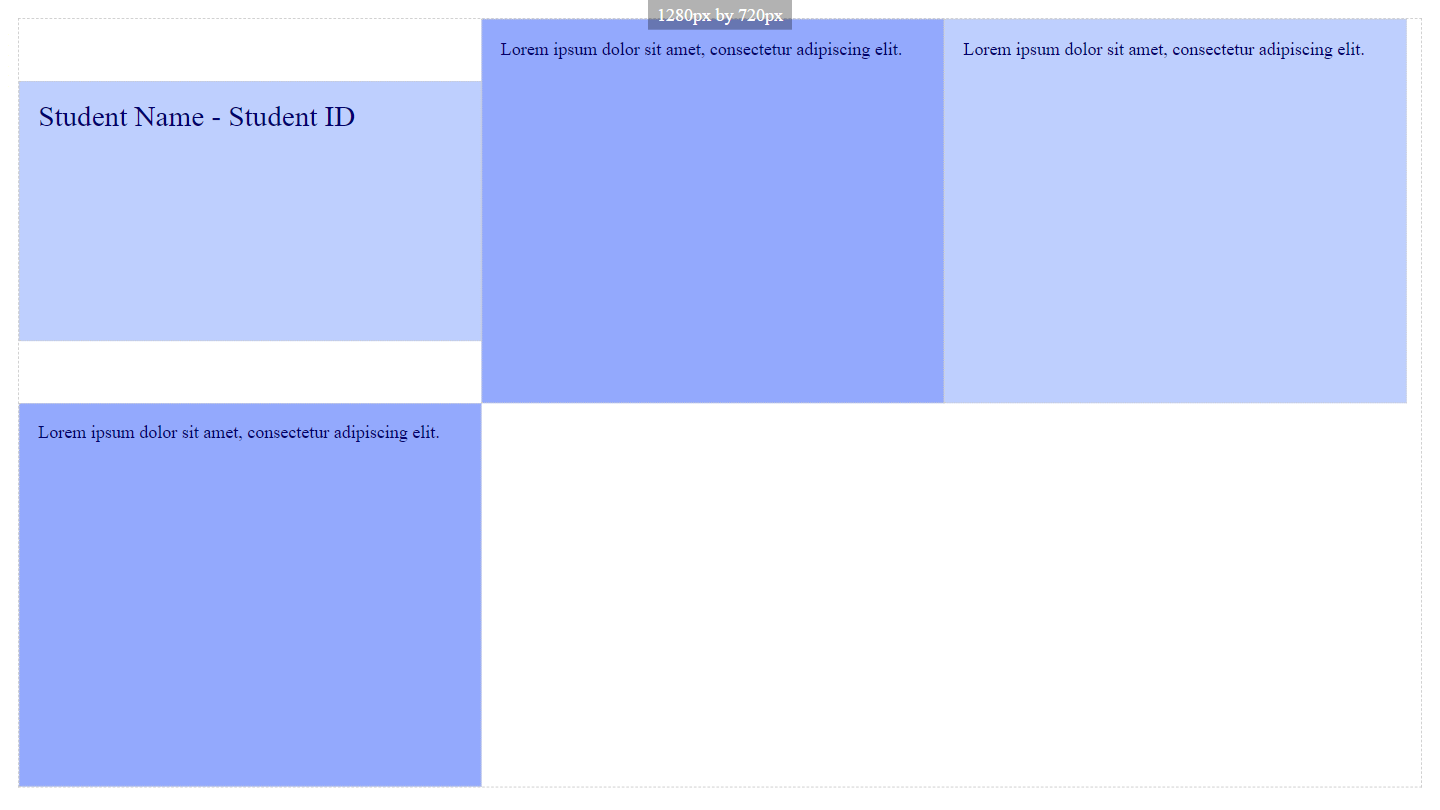 1280px by 720px
Student Name - Student ID
Lorem ipsum dolor sit amet, consectetur adipiscing elit.
Lorem ipsum dolor sit amet, consectetur adipiscing elit.
Lorem ipsum dolor sit amet, consectetur adipiscing elit.